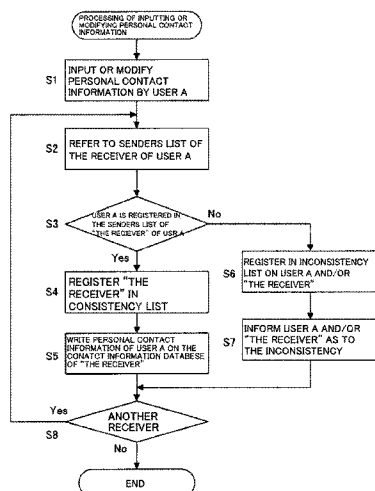 PROCESSING OF INPUTTING OR
MODIFYING PERSONAL CONTACT
INFORMATION
S1
INPUT OR MODIFY
PERSONAL CONTACT
INFORMATION BY USER A
S2
REFER TO SENDERS LIST OF
THE RECEIVER OF USER A
S3
USER A IS REGISTERED IN
THE SENDERS LIST OF
"THE RECIEVER" OF USR A
No
Yes
S4
REGISTER "THE
RECEIVER" IN
CONSISTENCY LIST
S6
REGISTER IN INCONSISTENCY
LIST ON USER A AND/OR
"THE RECEIVER"
S5
WRITE PERSONAL CONTACT
INFORMATION OF USER A ON THE
CONATCT INFORMATION DATABESE
OF "THE RECEIVER"
S7
INFORM USER A AND/OR
"THE RECEIVER" AS TO
THE INCONSISTENCY
Yes
S8
ANOTHER
RECEIVER
No
END